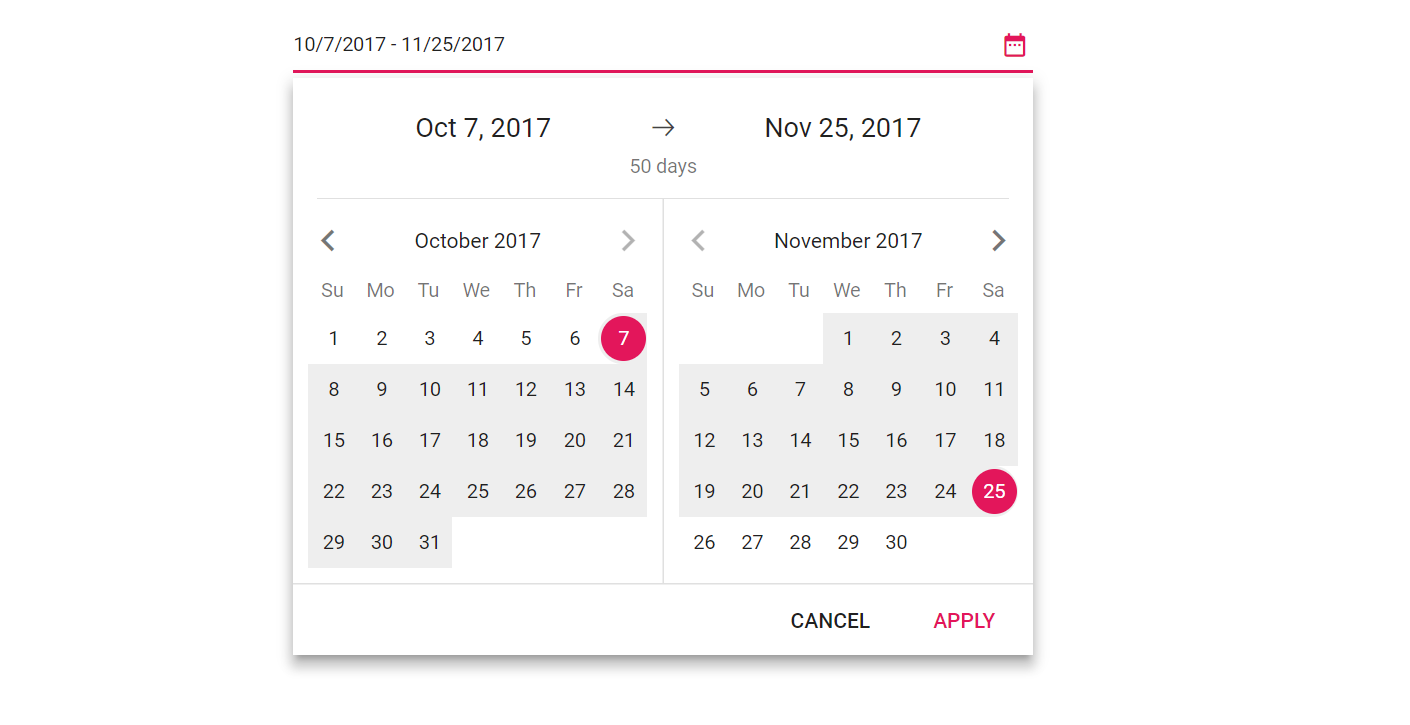 10/7/2017 - 11/25/2017
Oct 7, 2017 → Nov 25, 2017
50 days
October 2017
Su Mo Tu We Th Fr Sa
1 2 3 4 5 6 7
8 9 10 11 12 13 14
15 16 17 18 19 20 21
22 23 24 25 26 27 28
29 30 31
November 2017
Su Mo Tu We Th Fr Sa
1 2 3 4
5 6 7 8 9 10 11
12 13 14 15 16 17 18
19 20 21 22 23 24 25
26 27 28 29 30
CANCEL APPLY